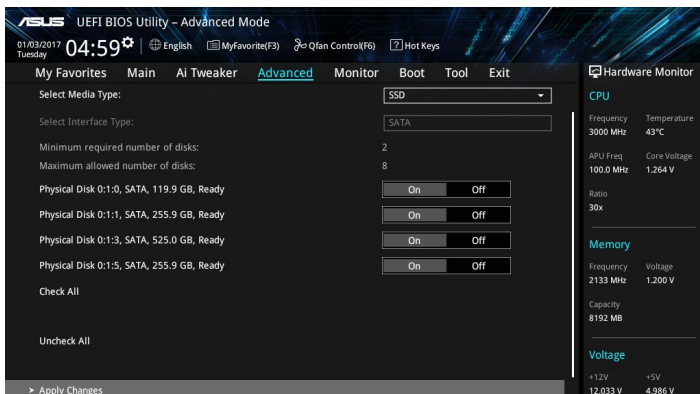 ASUS UEFI BIOS Utility – Advanced Mode
01/03/2017 Tuesday 04:59 English MyFavorite(F3) Qfan Control(F6) ? Hot Keys
My Favorites Main Ai Tweaker Advanced Monitor Boot Tool Exit
Select Media Type: SSD
Select Interface Type: SATA
Minimum required number of disks: 2
Maximum allowed number of disks: 8
Physical Disk 0:1:0, SATA, 119.9 GB, Ready On Off
Physical Disk 0:1:1, SATA, 255.9 GB, Ready On Off
Physical Disk 0:1:3, SATA, 525.0 GB, Ready On Off
Physical Disk 0:1:5, SATA, 255.9 GB, Ready On Off
Check All
Uncheck All
> Apply Changes
Hardware Monitor
CPU
Frequency Temperature
3000 MHz 43°C
APU Freq Core Voltage
100.0 MHz 1.264 V
Ratio
30x
Memory
Frequency Voltage
2133 MHz 1.200 V
Capacity
8192 MB
Voltage
+12V +5V
12.033 V 4.986 V